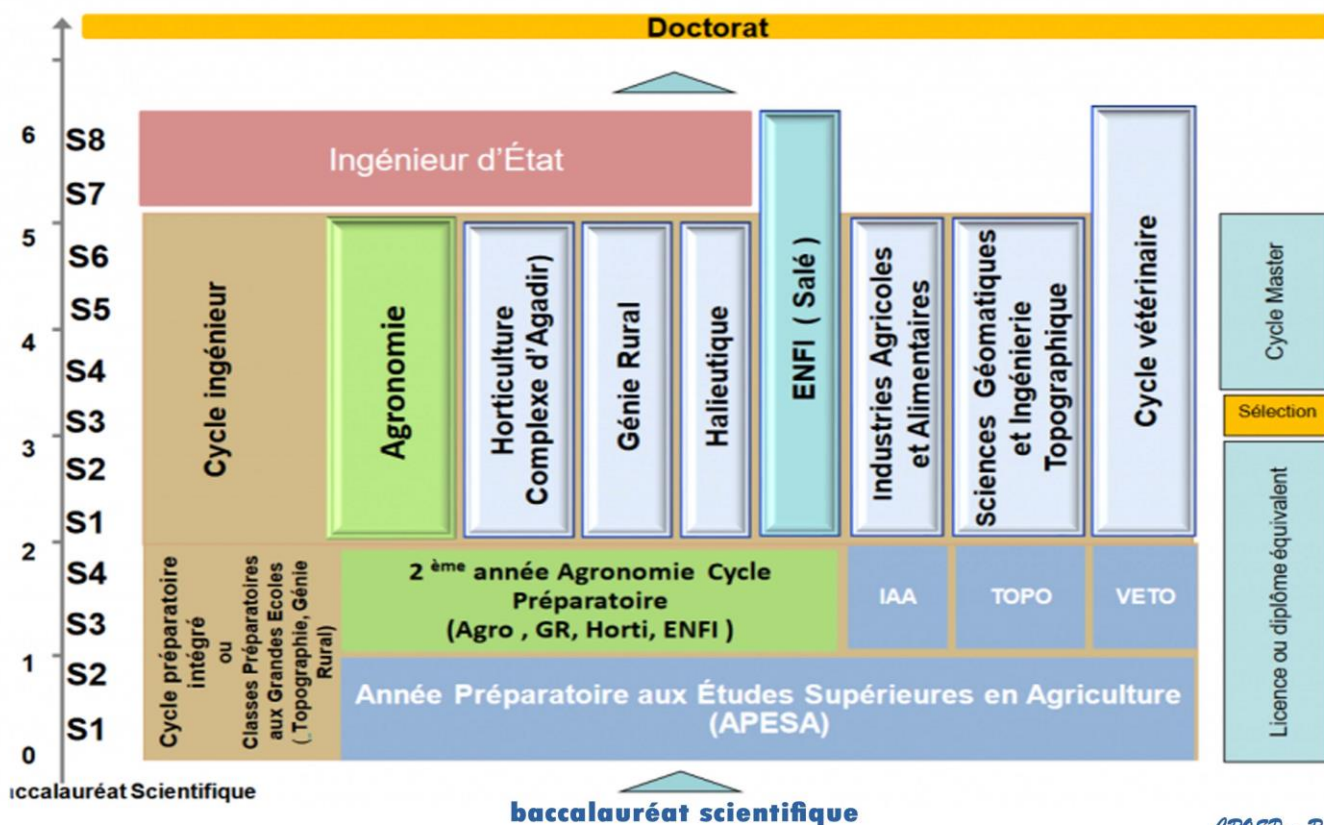 Doctorat
6
S8
S7
Ingénieur d'État
5
S6
S5
4
S4
S3
3
S2
S1
2
S4
S3
1
S2
S1
0
Cycle ingénieur
Agronomie
Horticulture
Complexe d'Agadir)
Génie Rural
Halieutique
ENFI ( Salé )
Industries Agricoles
et Alimentaires
Sciences Géomatiques
et Ingénierie
Topographique
Cycle vétérinaire
Cycle Master
Sélection
Licence ou diplôme équivalent
Cycle préparatoire
intégré
ou
Classes Préparatoires
aux Grandes Ecoles
( Topographie, Génie
Rural)
2 ème année Agronomie Cycle
Préparatoire
(Agro , GR, Horti, ENFI )
IAA
TOPO
VETO
Année Préparatoire aux Études Supérieures en Agriculture
(APESA)
ccalauréat Scientifique
baccalauréat scientifique